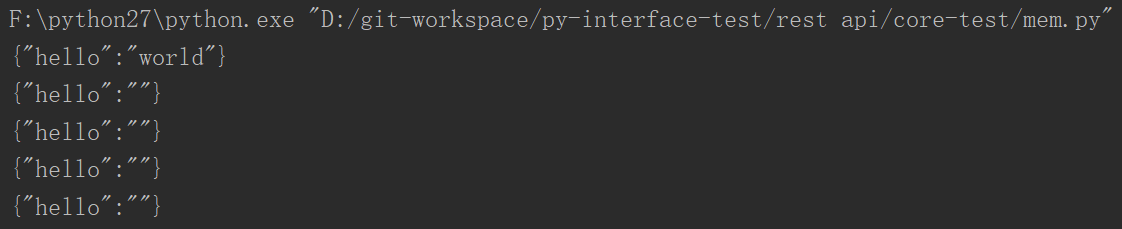 F:\python27\python.exe "D:/git-workspace/py-interface-test/rest api/core-test/mem.py"
{"hello":"world"}
{"hello":""}
{"hello":""}
{"hello":""}
{"hello":""}